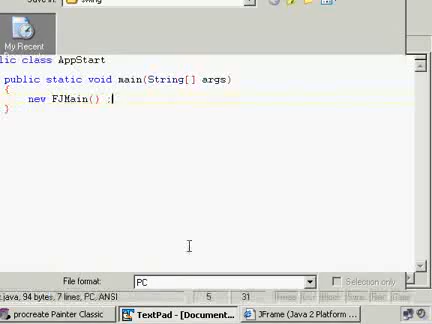 swing
My Recent
lic class AppStart
public static void main(String[] args)
{
new FJMain() ;
}
File format:
PC
Selection only
.java, 94 bytes, 7 lines, PC, ANSI
5
31
procreate Painter Classic
TextPad - [Document...
JFrame (Java 2 Platform ...